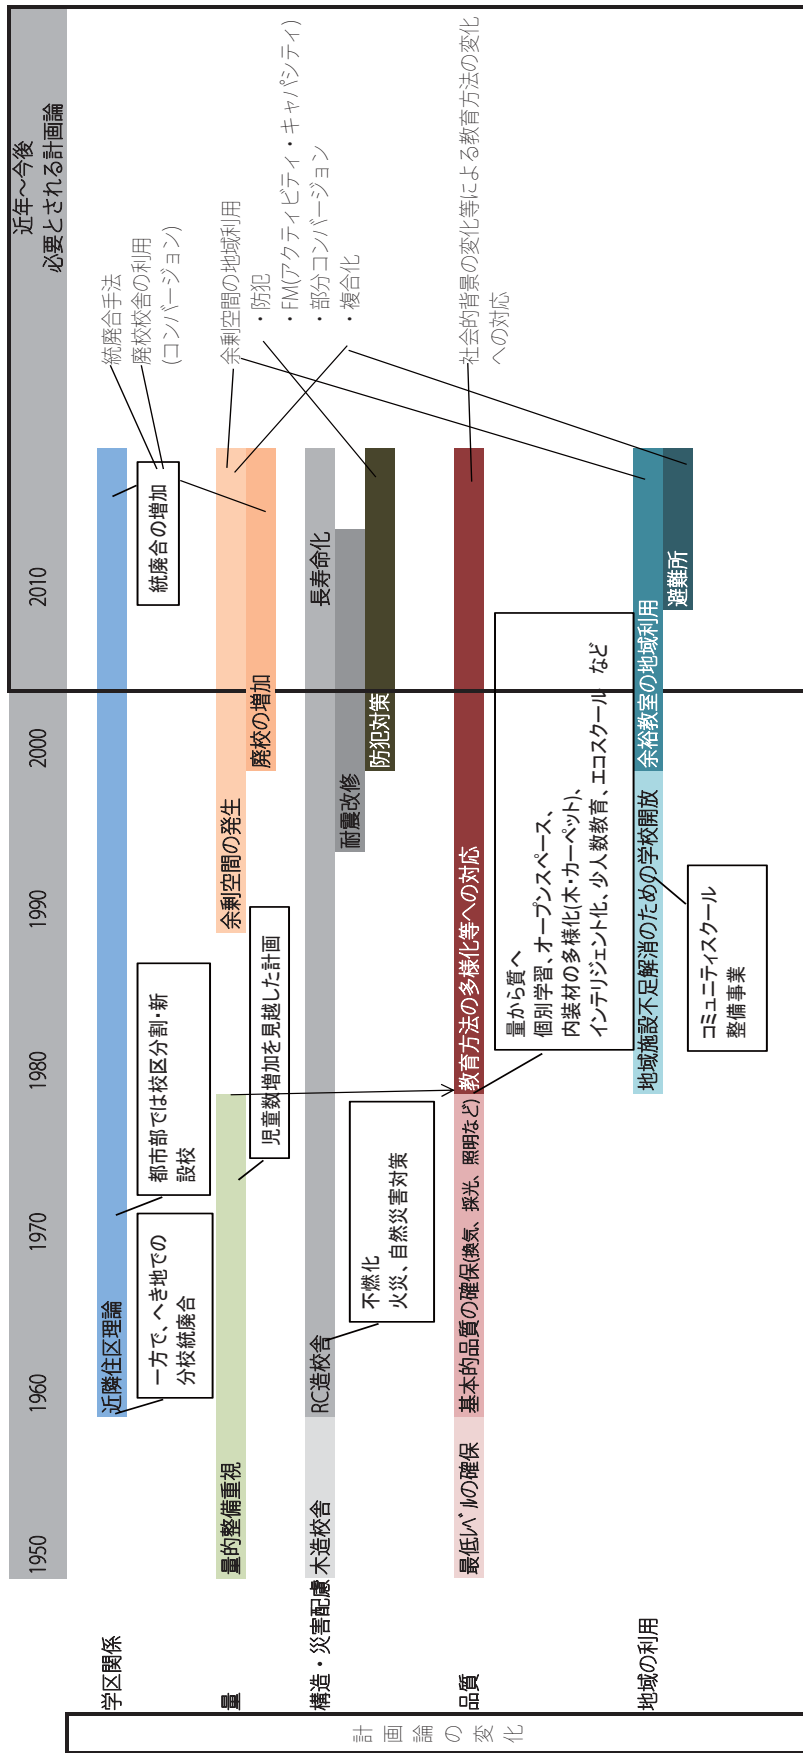 計画論の変化
1950
1960
1970
1980
1990
2000
2010
近年〜今後
必要とされる計画論
学区関係
近隣住区理論
一方で、へき地での
分校統廃合
都市部では校区分割・新
設校
統廃合の増加
統廃合手法
廃校校舎の利用
(コンバージョン)
量
量的整備重視
児童数増加を見越した計画
余剰空間の発生
廃校の増加
余剰空間の地域利用
・防犯
・FM(アクティビティ・キャパシティ)
・部分コンバージョン
・複合化
構造・災害配慮
木造校舎
RC造校舎
長寿命化
耐震改修
防犯対策
不燃化
火災、自然災害対策
品質
最低レベルの確保
基本的品質の確保(換気、採光、照明など)
教育方法の多様化等への対応
量から質へ
個別学習、オープンスペース、
内装材の多様化(木・カーペット)、
インテリジェント化、少人数教育、エコスクール など
社会的背景の変化等による教育方法の変化
への対応
地域の利用
地域施設不足解消のための学校開放
余裕教室の地域利用
避難所
コミュニティスクール
整備事業